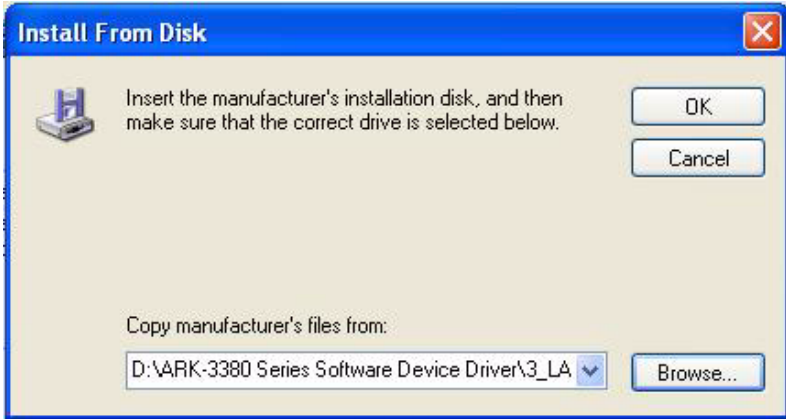 Install From Disk
Insert the manufacturer's installation disk, and then
make sure that the correct drive is selected below.
OK
Cancel
Copy manufacturer's files from:
D:\ARK-3380 Series Software Device Driver\3_LA
Browse...